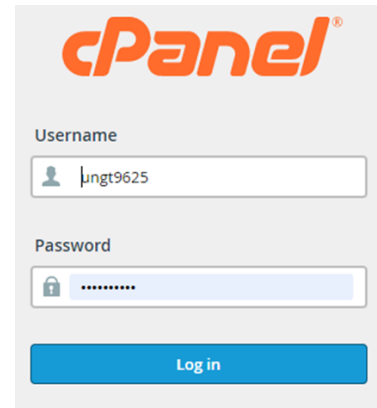 cPanel®
Username
ungt9625
Password
••••••••••
Log in